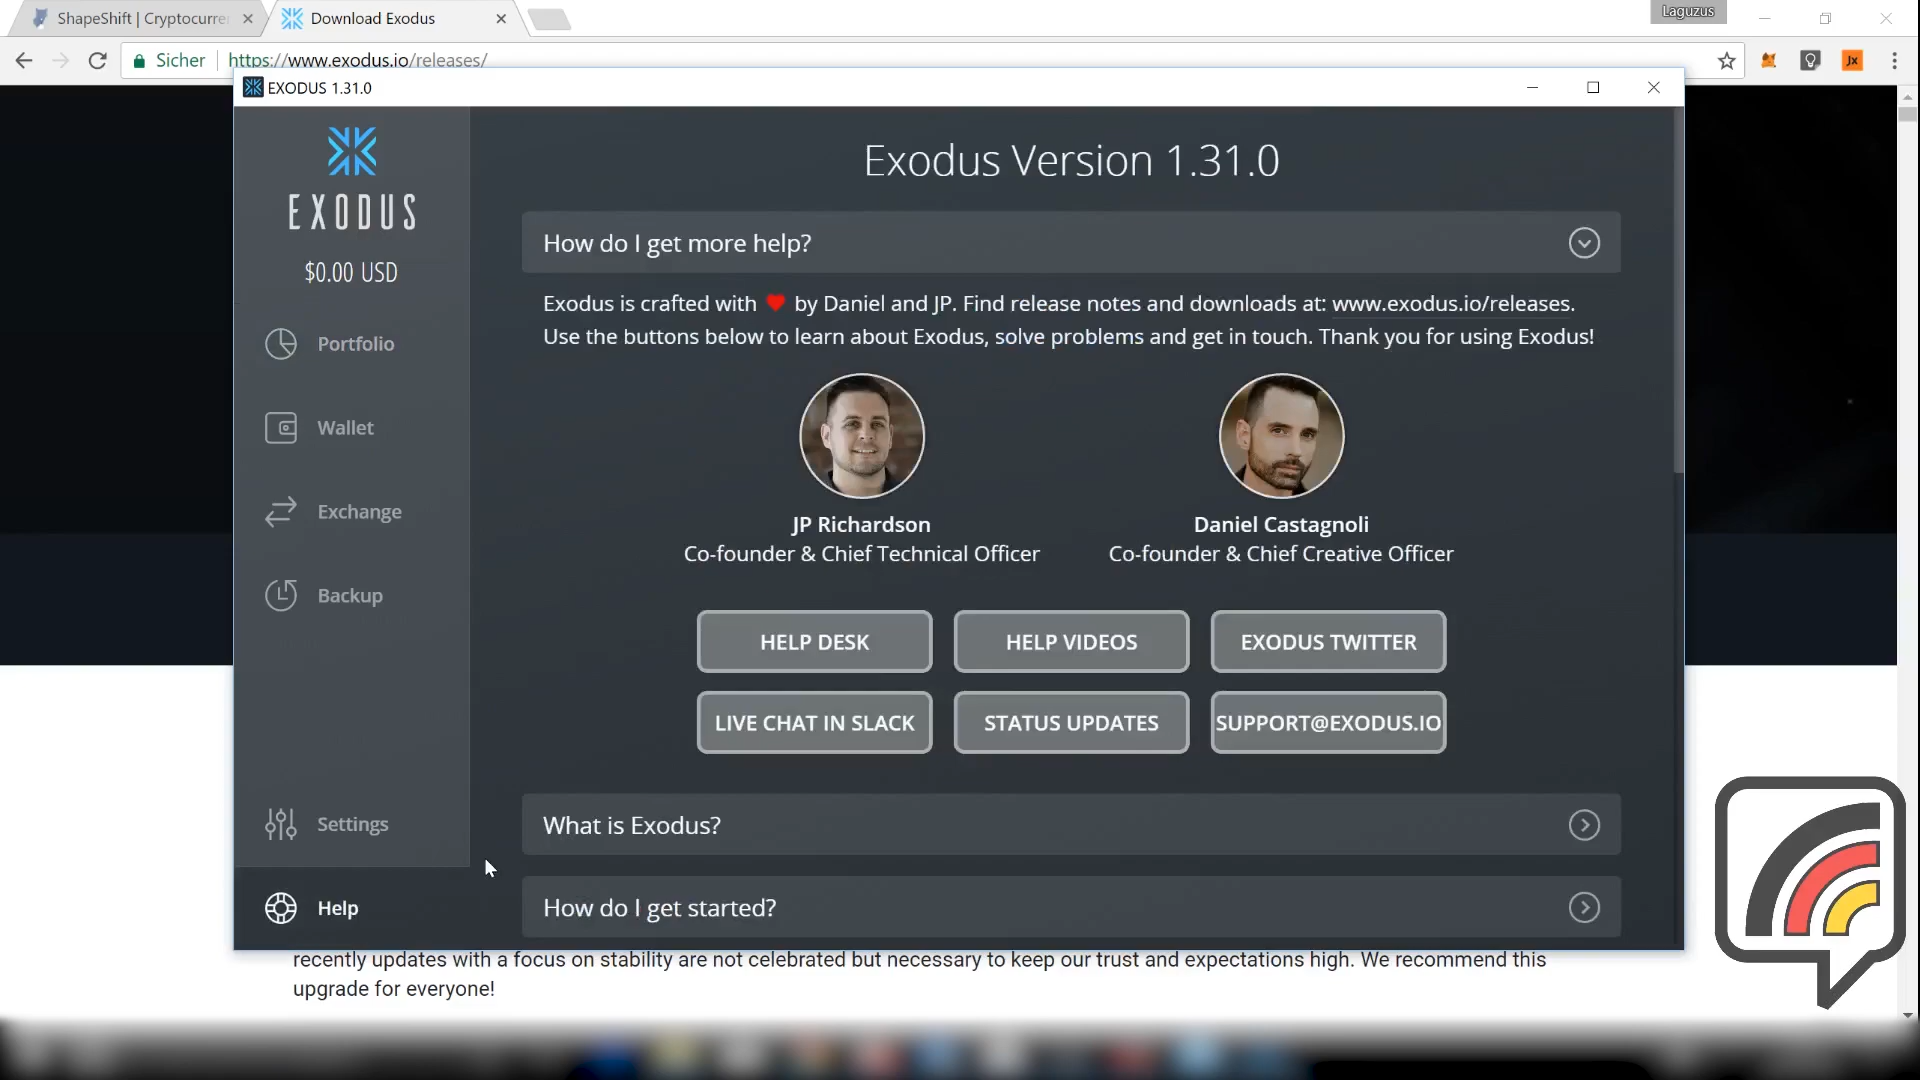 ShapeShift | Cryptocurre
Download Exodus
Laguzus
Sicher
https://www.exodus.io/releases/
Jx
EXODUS 1.31.0
EXODUS
$0.00 USD
Portfolio
Wallet
Exchange
Backup
Settings
Help
Exodus Version 1.31.0
How do I get more help?
Exodus is crafted with ❤ by Daniel and JP. Find release notes and downloads at: www.exodus.io/releases.
Use the buttons below to learn about Exodus, solve problems and get in touch. Thank you for using Exodus!
JP Richardson
Co-founder & Chief Technical Officer
Daniel Castagnoli
Co-founder & Chief Creative Officer
HELP DESK
HELP VIDEOS
EXODUS TWITTER
LIVE CHAT IN SLACK
STATUS UPDATES
SUPPORT@EXODUS.IO
What is Exodus?
How do I get started?
recently updates with a focus on stability are not celebrated but necessary to keep our trust and expectations high. We recommend this
upgrade for everyone!